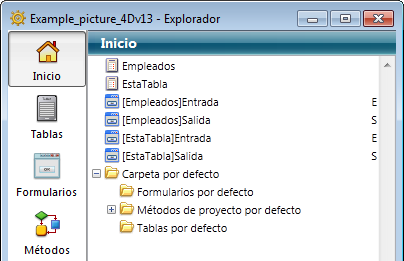 Example_picture_4Dv13 - Explorador
Inicio
Inicio
Tablas
Formularios
Métodos
Empleados
EstaTabla
[Empleados]Entrada E
[Empleados]Salida S
[EstaTabla]Entrada E
[EstaTabla]Salida S
Carpeta por defecto
Formularios por defecto
Métodos de proyecto por defecto
Tablas por defecto